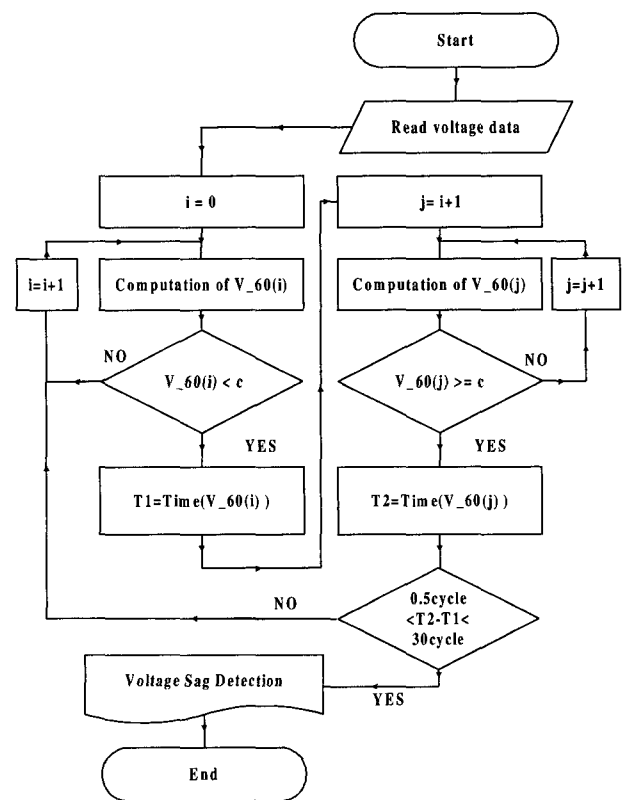 Start
Read voltage data
i = 0
j= i+1
i=i+1
Computation of V_60(i)
Computation of V_60(j)
j=j+1
NO
V_60(i) < c
V_60(j) >= c
NO
YES
YES
T1=Time(V_60(i) )
T2=Time(V_60(j) )
NO
0.5cycle
<T2-T1<
30cycle
Voltage Sag Detection
YES
End